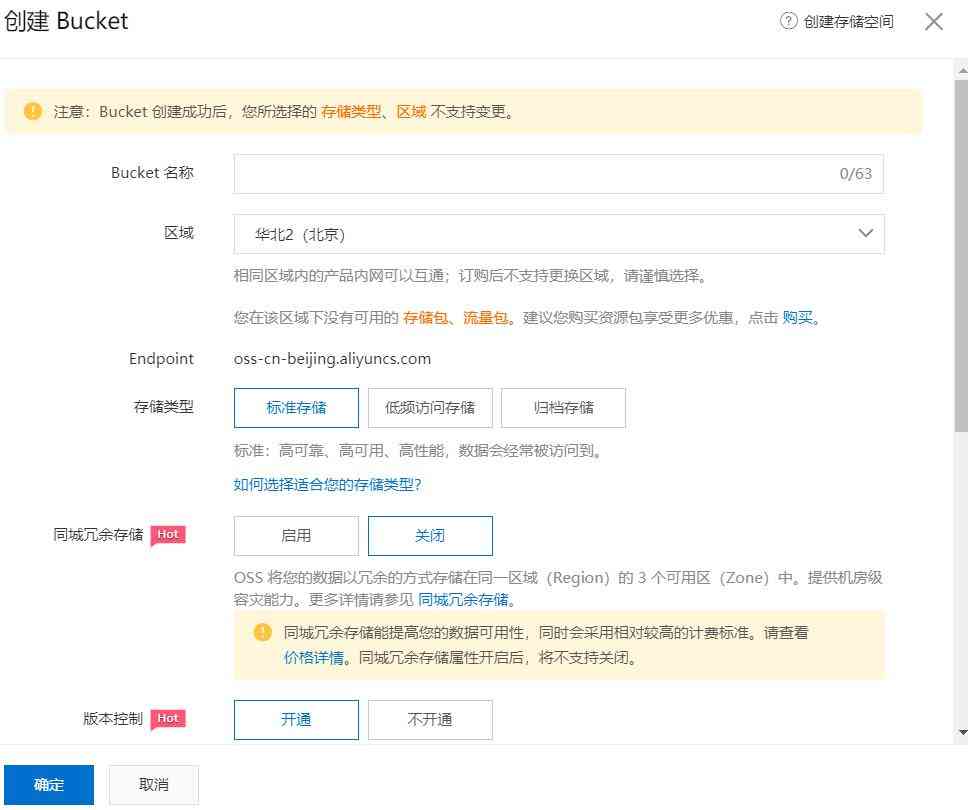 创建 Bucket
? 创建存储空间
! 注意：Bucket 创建成功后，您所选择的 存储类型、区域 不支持变更。
Bucket 名称
0/63
区域
华北2（北京）
相同区域内的产品内网可以互通；订购后不支持更换区域，请谨慎选择。
您在该区域下没有可用的 存储包、流量包。建议您购买资源包享受更多优惠，点击 购买。
Endpoint
oss-cn-beijing.aliyuncs.com
存储类型
标准存储 低频访问存储 归档存储
标准：高可靠、高可用、高性能，数据会经常被访问到。
如何选择适合您的存储类型？
同城冗余存储 Hot
启用 关闭
OSS 将您的数据以冗余的方式存储在同一区域（Region）的 3 个可用区（Zone）中。提供机房级
容灾能力。更多详情请参见 同城冗余存储。
! 同城冗余存储能提高您的数据可用性，同时会采用相对较高的计费标准。请查看
价格详情。同城冗余存储属性开启后，将不支持关闭。
版本控制 Hot
开通 不开通
确定 取消